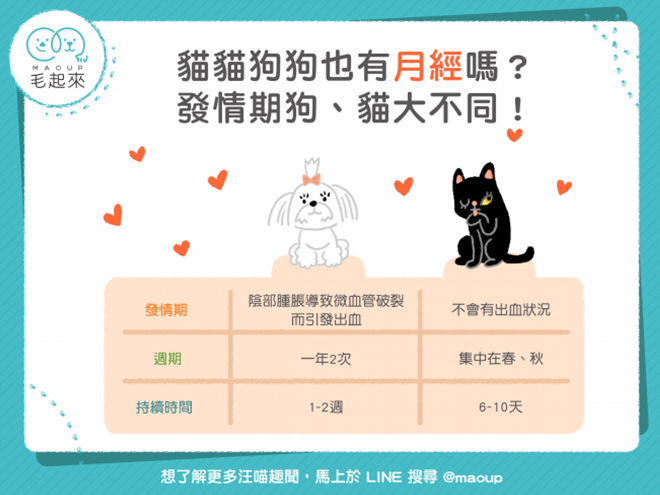 MAOUP
毛起來
貓貓狗狗也有月經嗎？
發情期狗、貓大不同！
發情期
陰部腫脹導致微血管破裂
而引發出血
不會有出血狀況
週期
一年2次
集中在春、秋
持續時間
1-2週
6-10天
想了解更多汪喵趣聞，馬上於 LINE 搜尋 @maoup